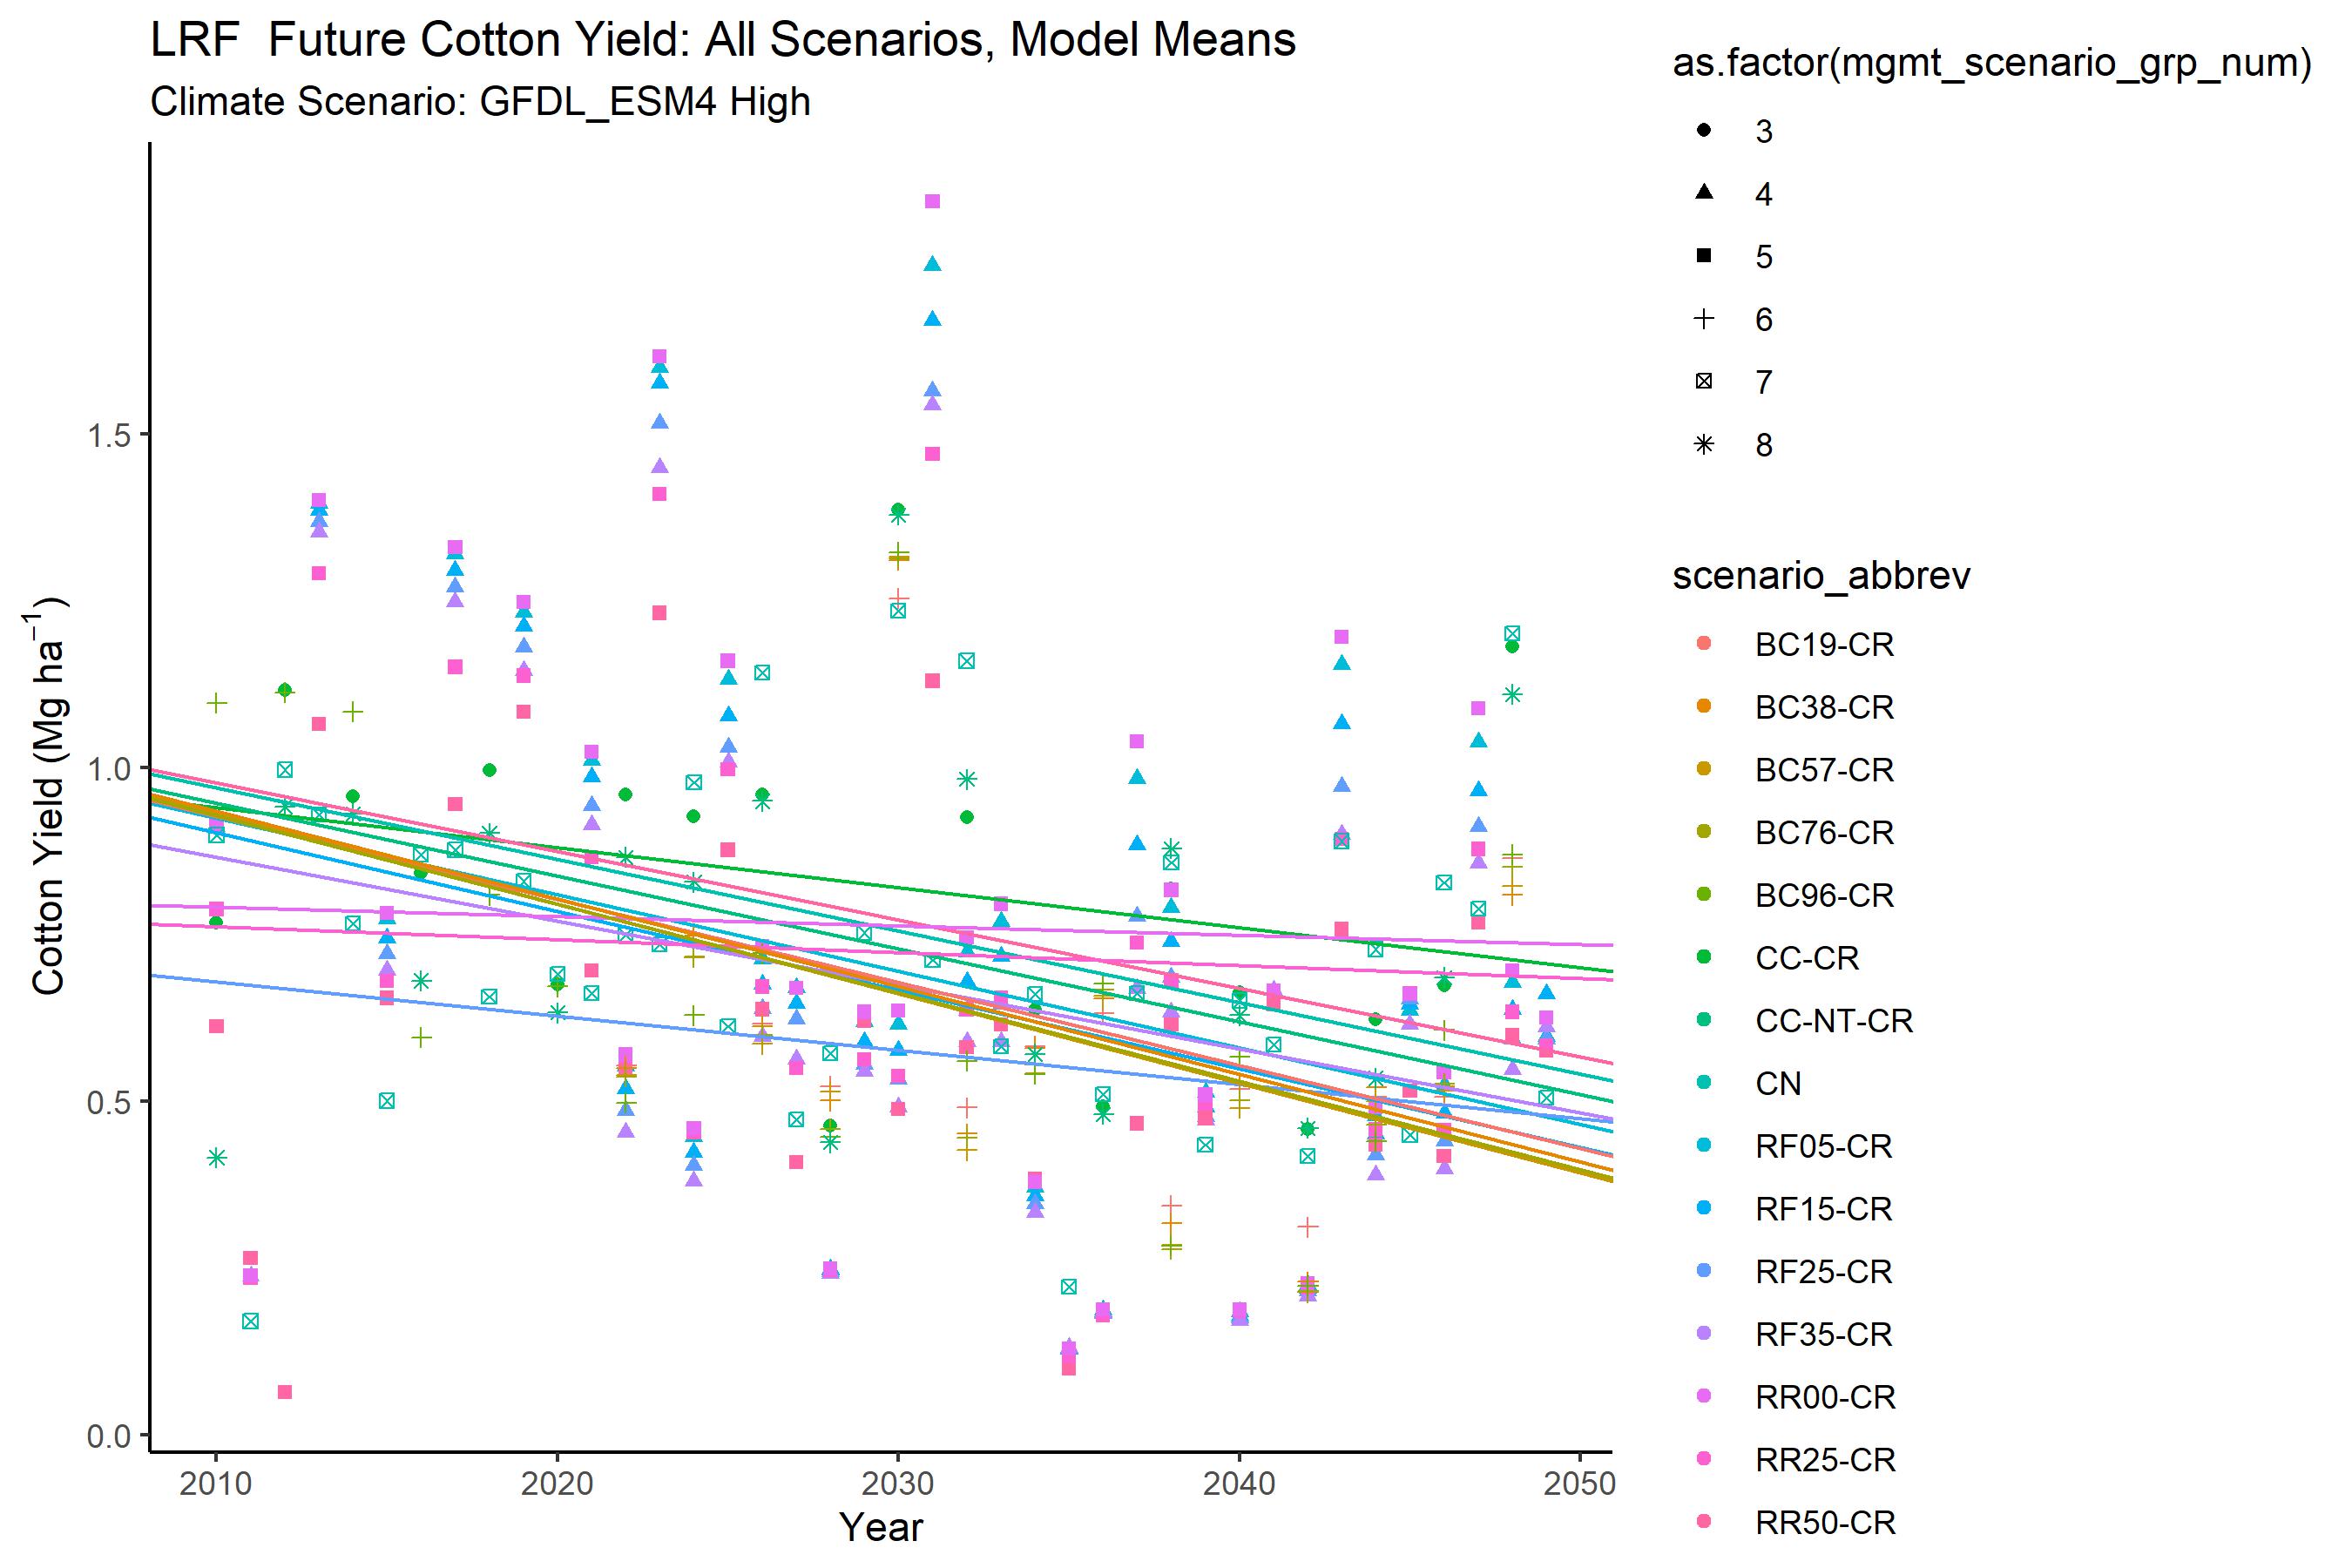 LRF  Future Cotton Yield: All Scenarios, Model Means
Climate Scenario: GFDL_ESM4 High
Cotton Yield (Mg ha⁻¹)
1.5
1.0
0.5
0.0
2010
2020
2030
2040
2050
Year
as.factor(mgmt_scenario_grp_num)
3
4
5
6
7
8
scenario_abbrev
BC19-CR
BC38-CR
BC57-CR
BC76-CR
BC96-CR
CC-CR
CC-NT-CR
CN
RF05-CR
RF15-CR
RF25-CR
RF35-CR
RR00-CR
RR25-CR
RR50-CR